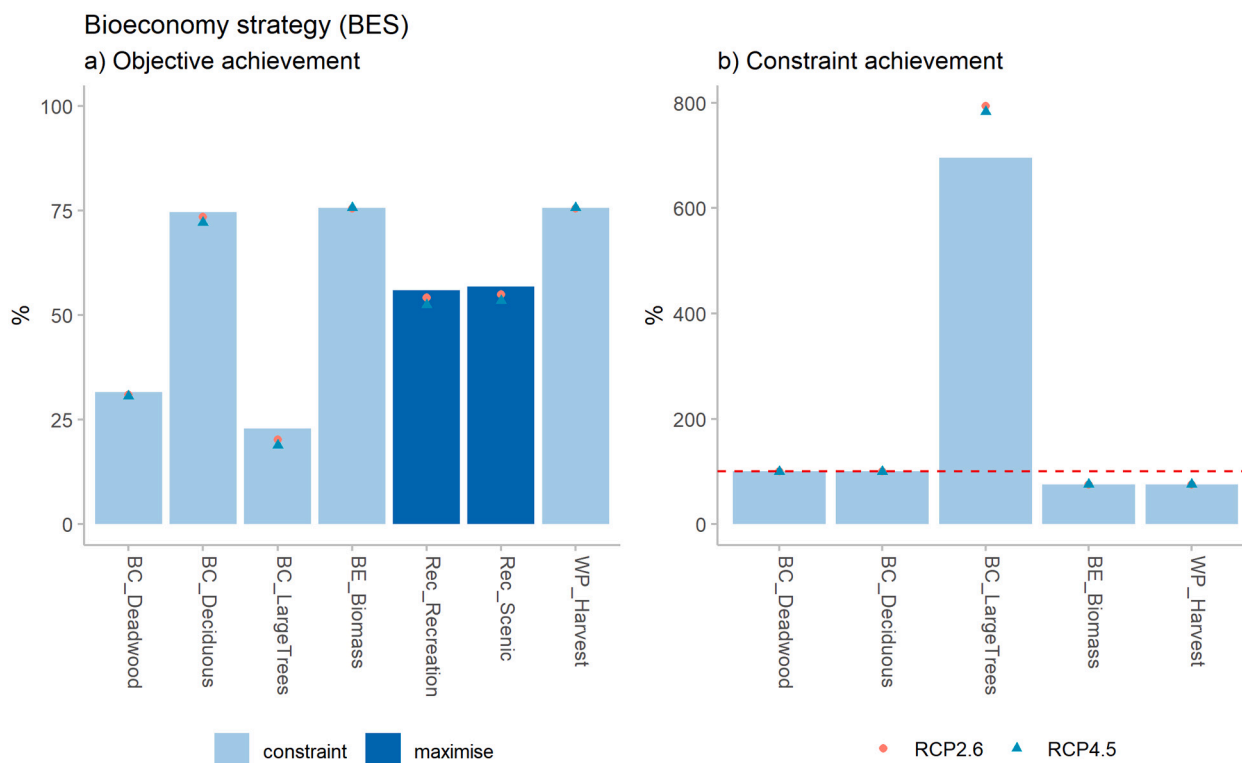 Bioeconomy strategy (BES)
a) Objective achievement
100
75
50
25
0
%
BC_Deadwood
BC_Deciduous
BC_LargeTrees
BE_Biomass
Rec_Recreation
Rec_Scenic
WP_Harvest
constraint
maximise
b) Constraint achievement
800
600
400
200
0
%
BC_Deadwood
BC_Deciduous
BC_LargeTrees
BE_Biomass
WP_Harvest
RCP2.6
RCP4.5